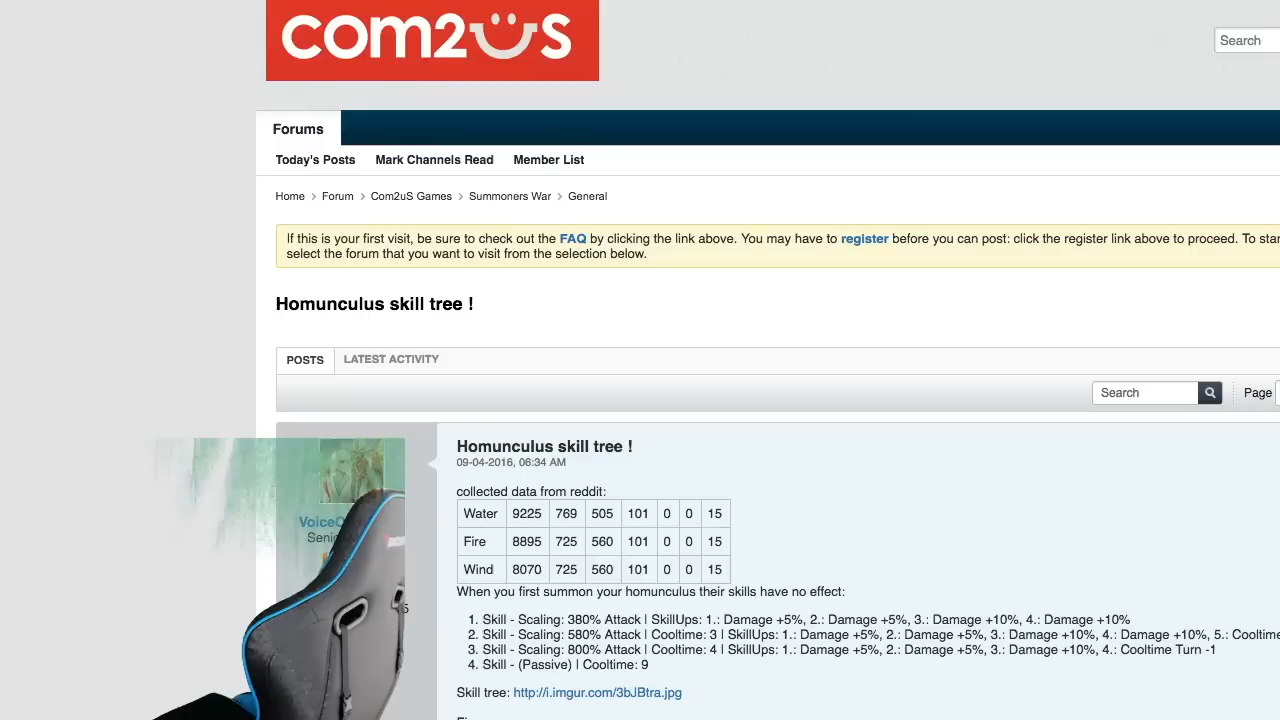 com2us
Search
Forums
Today's Posts Mark Channels Read Member List
Home > Forum > Com2uS Games > Summoners War > General
If this is your first visit, be sure to check out the FAQ by clicking the link above. You may have to register before you can post: click the register link above to proceed. To
select the forum that you want to visit from the selection below.
Homunculus skill tree !
POSTS LATEST ACTIVITY
Search Page
Homunculus skill tree !
09-04-2016, 06:34 AM
collected data from reddit:
Water 9225 769 505 101 0 0 15
Fire 8895 725 560 101 0 0 15
Wind 8070 725 560 101 0 0 15
When you first summon your homunculus their skills have no effect:
1. Skill - Scaling: 380% Attack | SkillUps: 1.: Damage +5%, 2.: Damage +5%, 3.: Damage +10%, 4.: Damage +10%
2. Skill - Scaling: 580% Attack | Cooltime: 3 | SkillUps: 1.: Damage +5%, 2.: Damage +5%, 3.: Damage +10%, 4.: Damage +10%, 5.: Cooltime
3. Skill - Scaling: 800% Attack | Cooltime: 4 | SkillUps: 1.: Damage +5%, 2.: Damage +5%, 3.: Damage +10%, 4.: Cooltime Turn -1
4. Skill - (Passive) | Cooltime: 9
Skill tree: http://i.imgur.com/3bJBtra.jpg